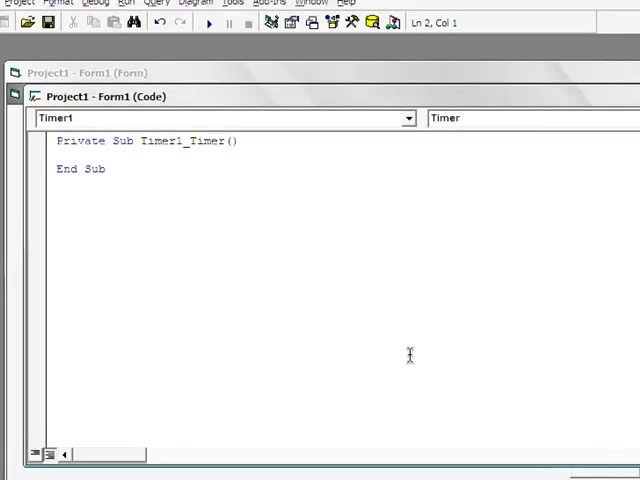 Project Format Debug Run Query Diagram Tools Add-Ins Window Help
Ln 2, Col 1
Project1 - Form1 (Form)
Project1 - Form1 (Code)
Timer1 Timer
Private Sub Timer1_Timer()
End Sub